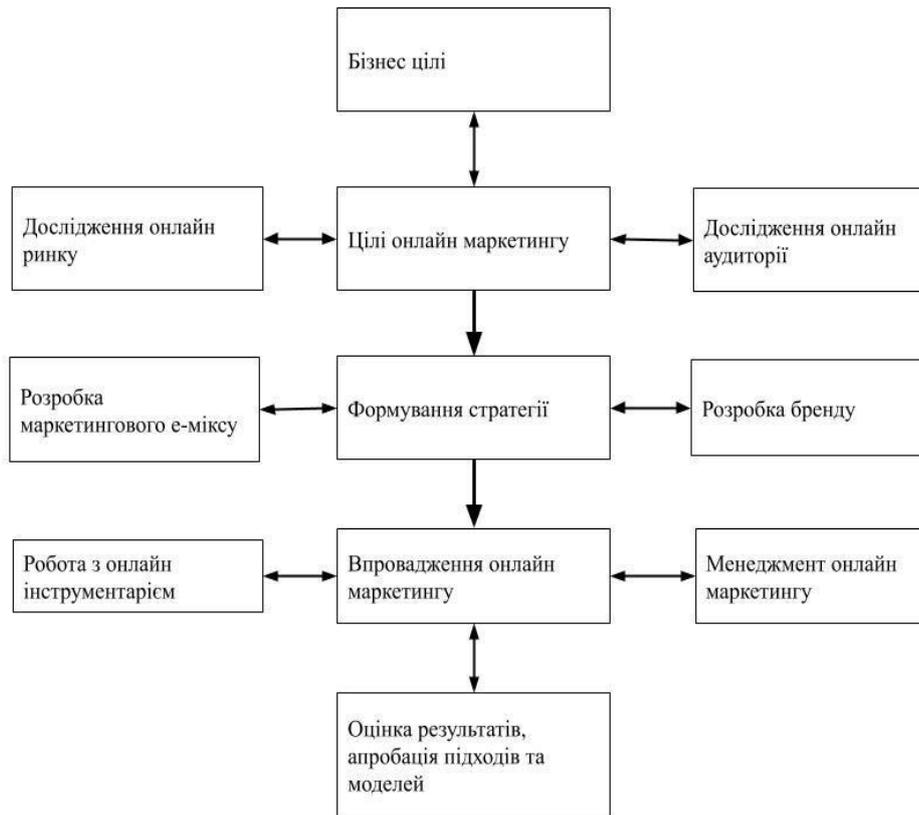 Бізнес цілі
Дослідження онлайн
ринку
Цілі онлайн маркетингу
Дослідження онлайн
аудиторії
Розробка
маркетингового е-міксу
Формування стратегії
Розробка бренду
Робота з онлайн
інструментарієм
Впровадження онлайн
маркетингу
Менеджмент онлайн
маркетингу
Оцінка результатів,
апробація підходів та
моделей